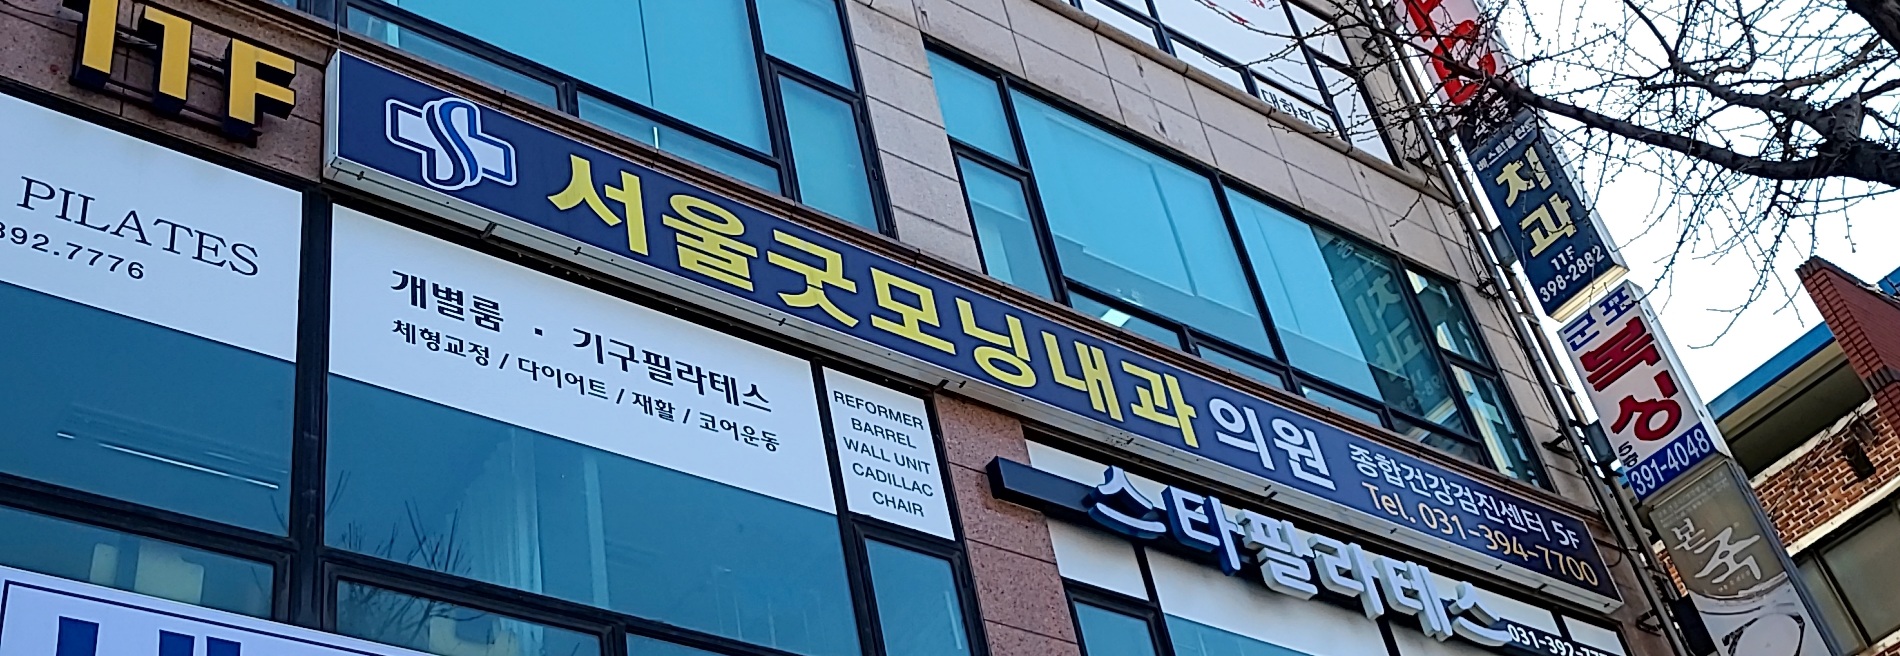 11F
PILATES
392.7776
서울굿모닝내과의원
종합건강검진센터 5F
Tel. 031-394-7700
개별룸 · 기구필라테스
체형교정 / 다이어트 / 재활 / 코어운동
REFORMER
BARREL
WALL UNIT
CADILLAC
CHAIR
스타팔라테스
치과
11F
398-2882
군포
복싱
391-4048
본죽